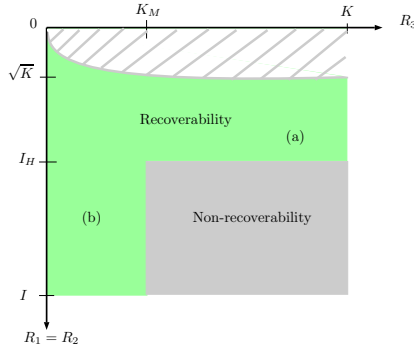 0
K_M
K
R_3
√K
Recoverability
(a)
I_H
(b)
Non-recoverability
I
R_1 = R_2